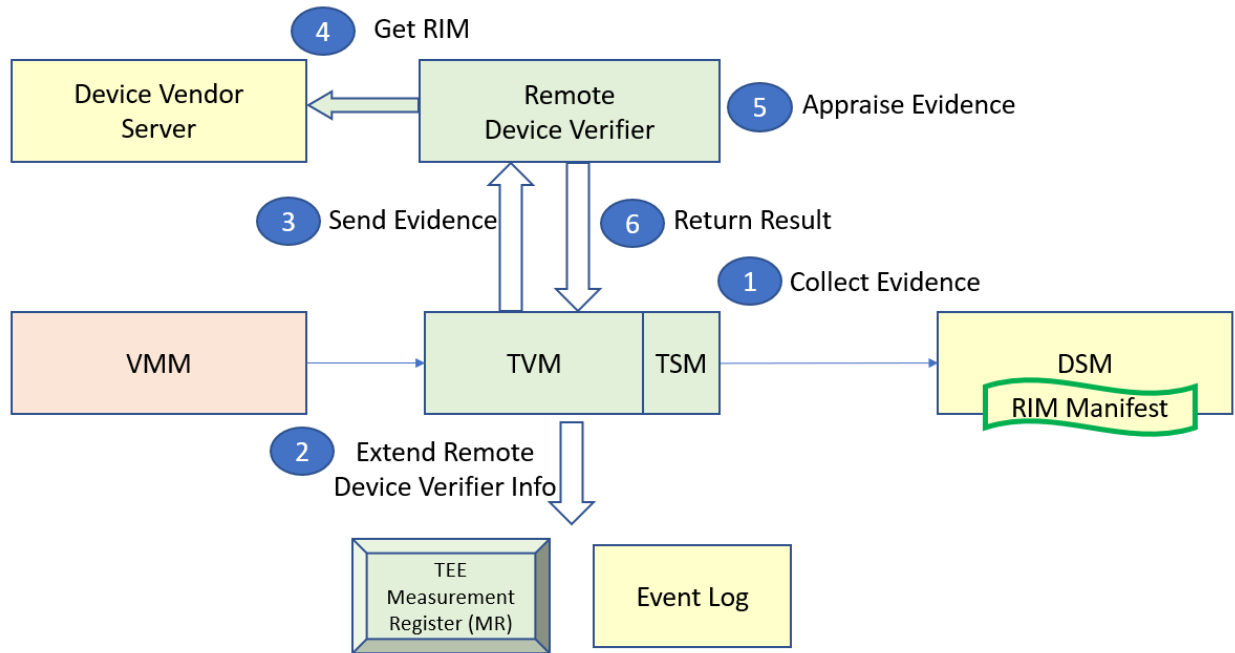 4
Get RIM
Device Vendor
Server
Remote
Device Verifier
5
Appraise Evidence
3
Send Evidence
6
Return Result
1
Collect Evidence
VMM
TVM
TSM
DSM
RIM Manifest
2
Extend Remote
Device Verifier Info
TEE
Measurement
Register (MR)
Event Log